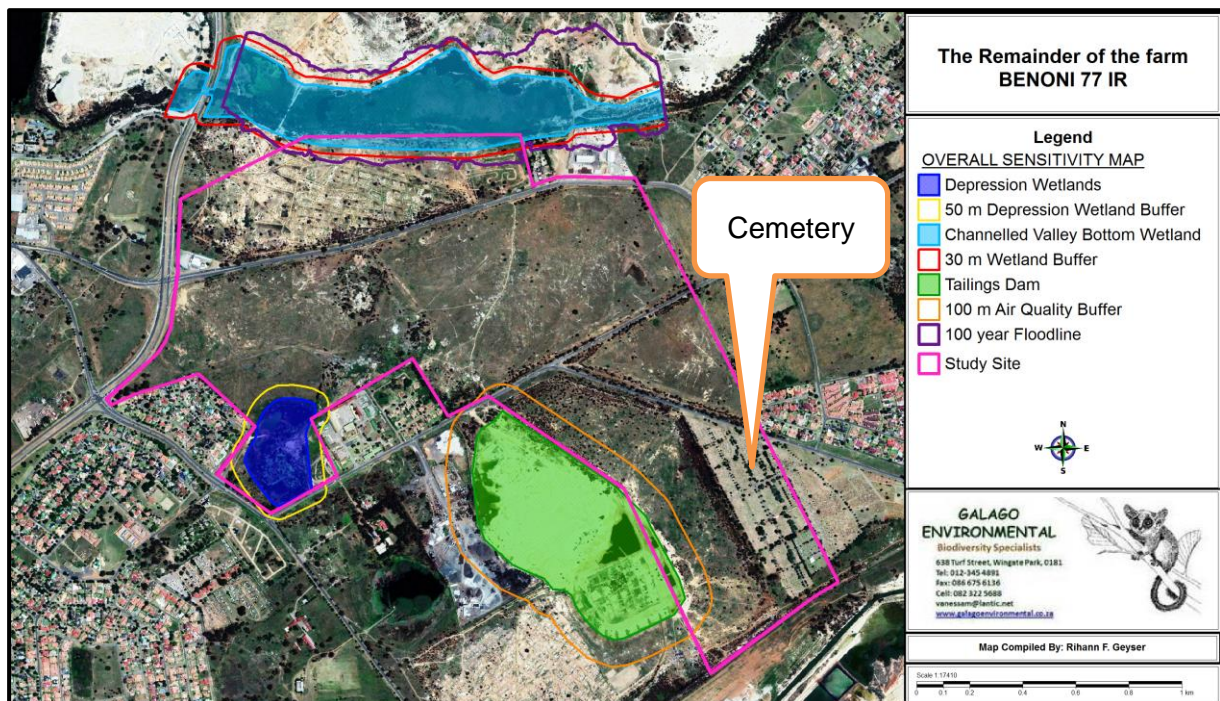 Cemetery
The Remainder of the farm
BENONI 77 IR
Legend
OVERALL SENSITIVITY MAP
Depression Wetlands
50 m Depression Wetland Buffer
Channelled Valley Bottom Wetland
30 m Wetland Buffer
Tailings Dam
100 m Air Quality Buffer
100 year Floodline
Study Site
N
W E
S
GALAGO
ENVIRONMENTAL
Biodiversity Specialists
638 Turf Street, Wingate Park, 0181
Tel: 012-345 4891
Fax: 086 675 6136
Cell: 082 322 5688
vanessam@lantic.net
www.galagoenvironmental.co.za
Map Compiled By: Rihann F. Geyser
Scale 1:17410
0 0.1 0.2 0.4 0.6 0.8 1 km